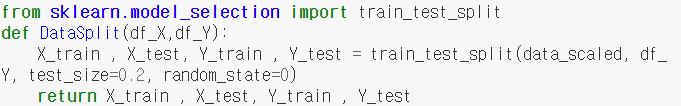 from sklearn.model_selection import train_test_split
def DataSplit(df_X,df_Y):
    X_train , X_test, Y_train , Y_test = train_test_split(data_scaled, df_
Y, test_size=0.2, random_state=0)
    return X_train , X_test, Y_train , Y_test